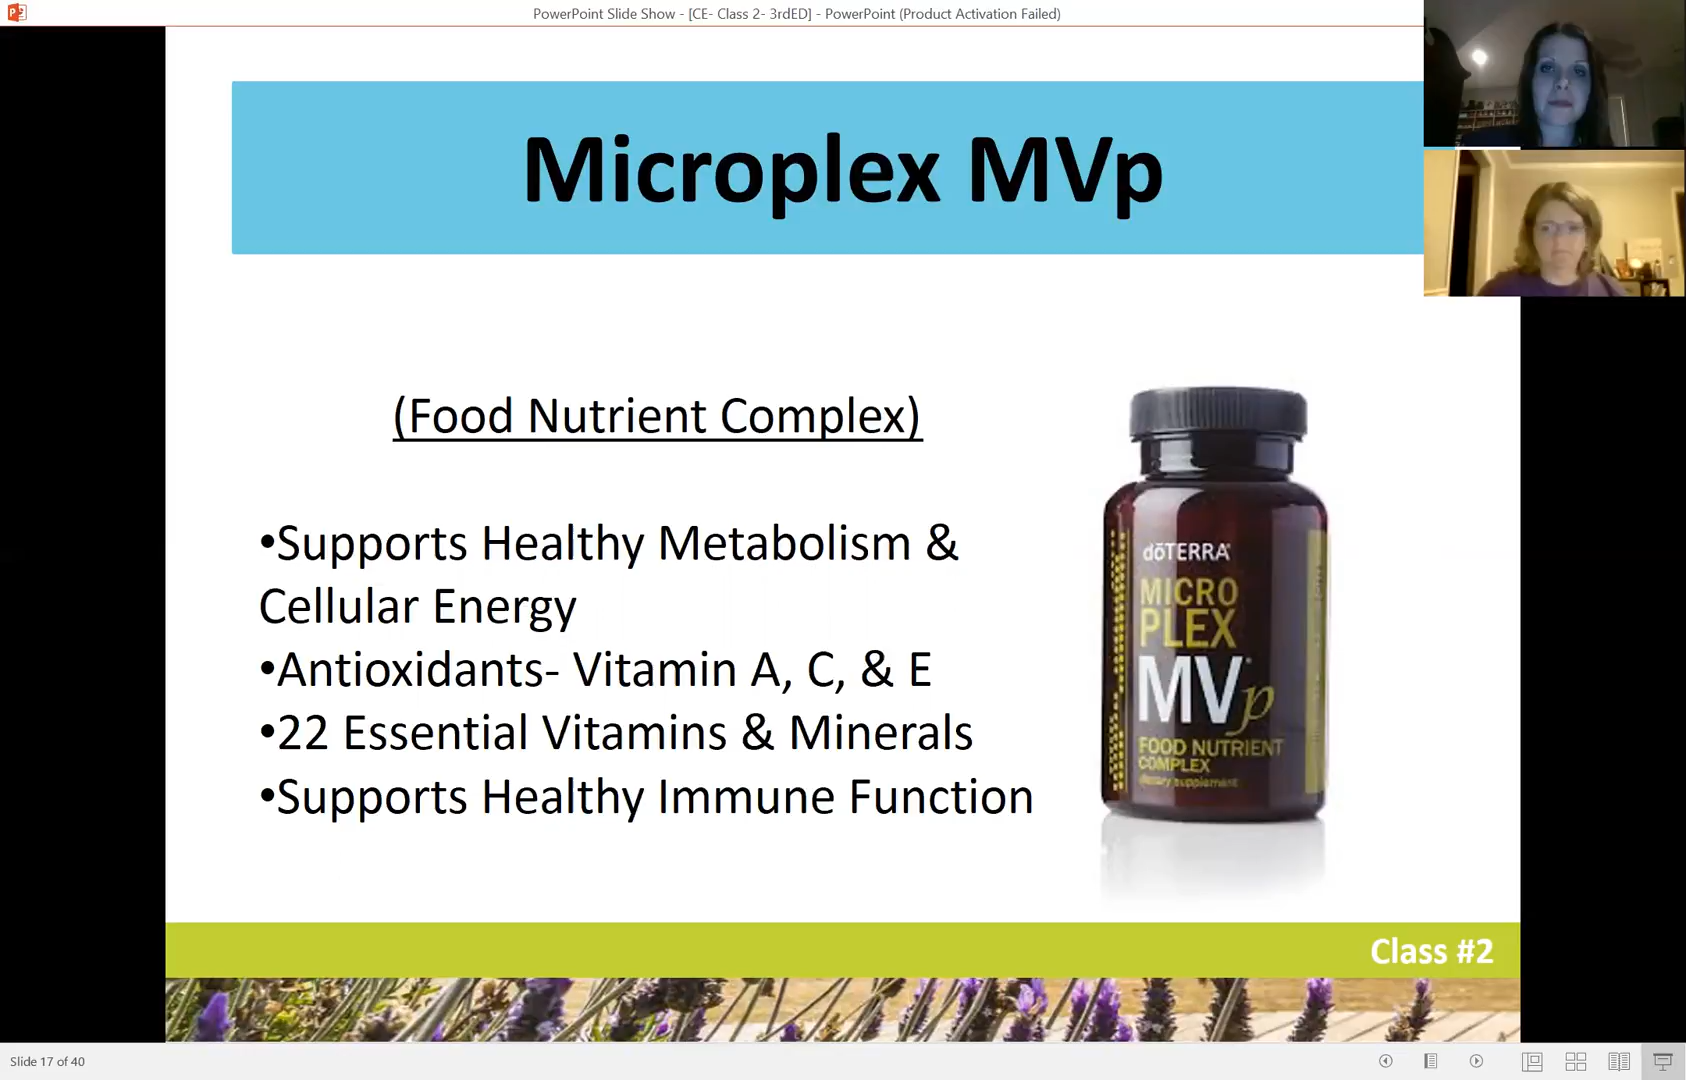 PowerPoint Slide Show - [CE- Class 2- 3rdED] - PowerPoint (Product Activation Failed)
Microplex MVp
(Food Nutrient Complex)
•Supports Healthy Metabolism &
Cellular Energy
•Antioxidants- Vitamin A, C, & E
•22 Essential Vitamins & Minerals
•Supports Healthy Immune Function
dōTERRA
MICRO
PLEX
MVp
FOOD NUTRIENT
COMPLEX
dietary supplement
Class #2
Slide 17 of 40